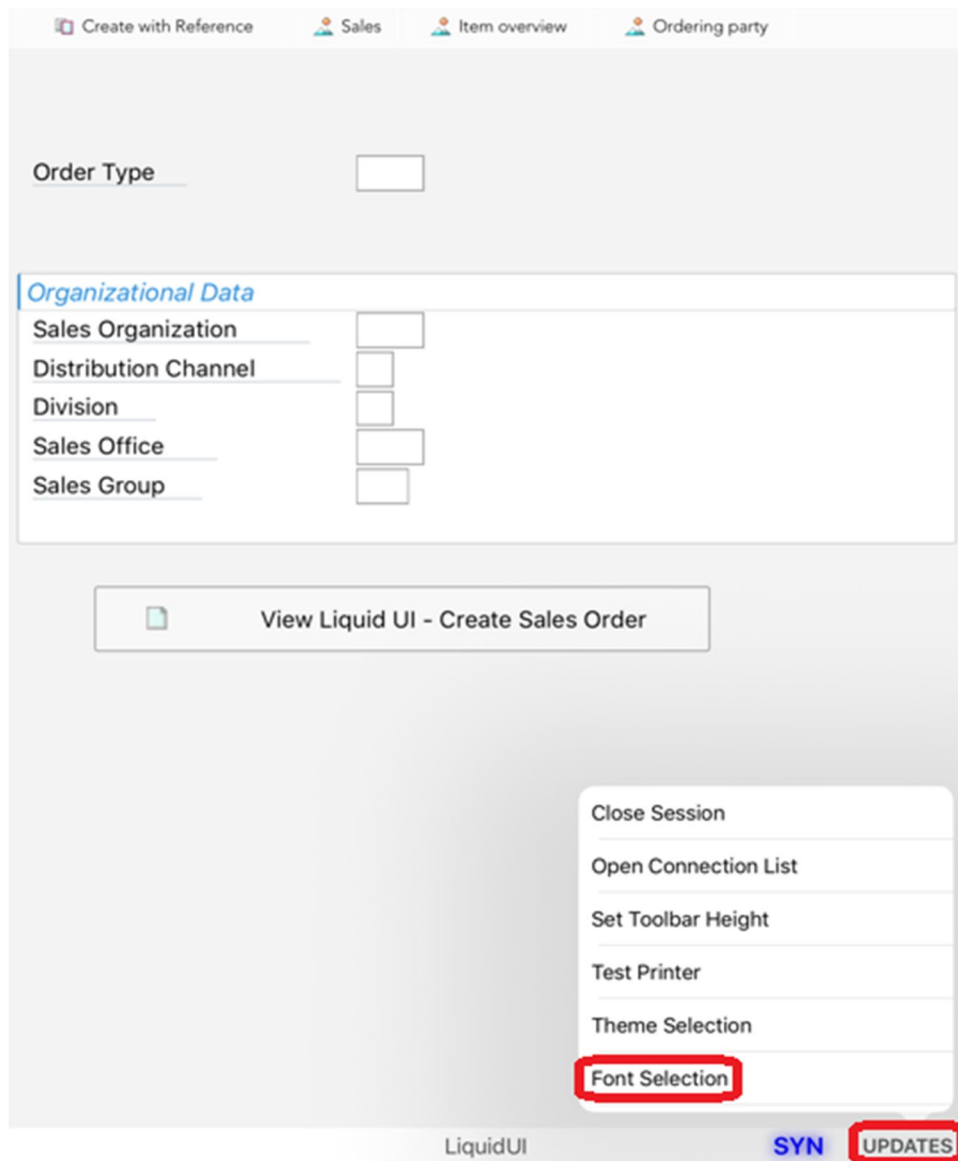 Create with Reference Sales Item overview Ordering party
Order Type
Organizational Data
Sales Organization
Distribution Channel
Division
Sales Office
Sales Group
View Liquid UI - Create Sales Order
Close Session
Open Connection List
Set Toolbar Height
Test Printer
Theme Selection
Font Selection
LiquidUI SYN UPDATES